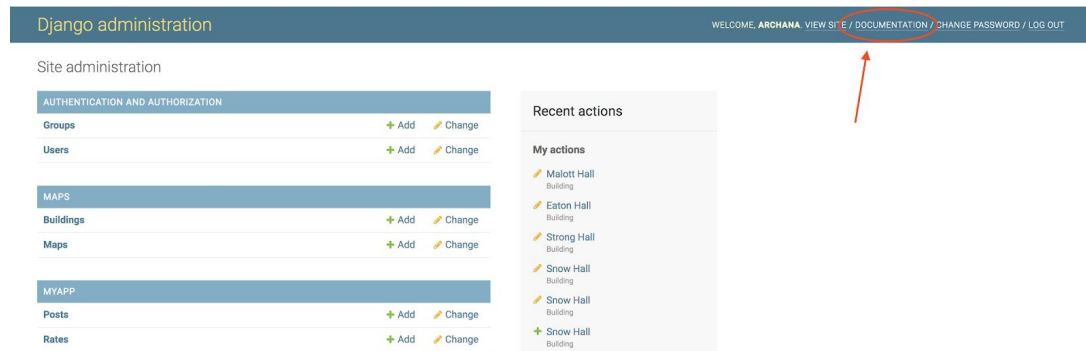 Django administration
WELCOME, ARCHANA. VIEW SITE / DOCUMENTATION / CHANGE PASSWORD / LOG OUT
Site administration
AUTHENTICATION AND AUTHORIZATION
Groups + Add Change
Users + Add Change
MAPS
Buildings + Add Change
Maps + Add Change
MYAPP
Posts + Add Change
Rates + Add Change
Recent actions
My actions
Malott Hall
Building
Eaton Hall
Building
Strong Hall
Building
Snow Hall
Building
Snow Hall
Building
+ Snow Hall
Building